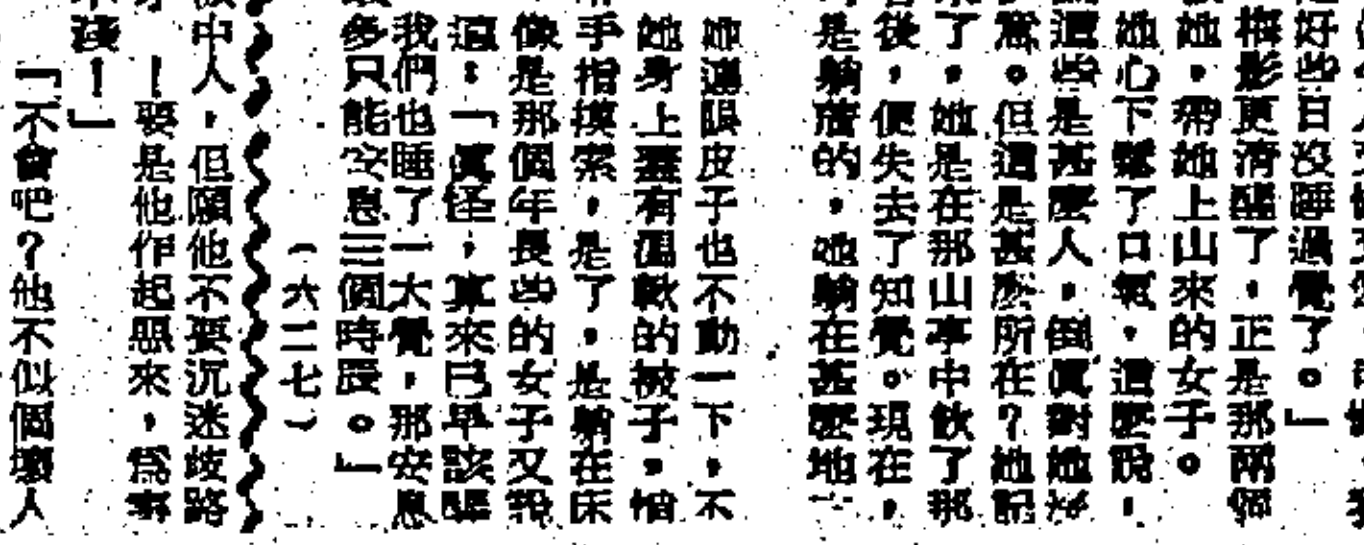 好些日沒睡過覺了。」
梅影更清醒了，正是那兩個
她，帶她上山來的女子。
她心下鬆了口氣，這麼說，
這些是甚麼人，倒真對她
。但這是甚麼所在？她記
了，她是在那山亭中飲了那
後，便失去了知覺。現在，
是躺着的，她躺在甚麼地
她連眼皮子也不動一下，不
她身上蓋有溫軟的被子，悄
手指摸索，是了，是躺在床
像是那個年長些的女子又說
道：「真怪，算來已早該醒
我們也睡了一大覺，那安息
多只能安息三個時辰。」
（六二七）
中人，但願他不要沉迷歧路
！要是他作起惡來，爲害
淺！」
「不會吧？他不似個壞人